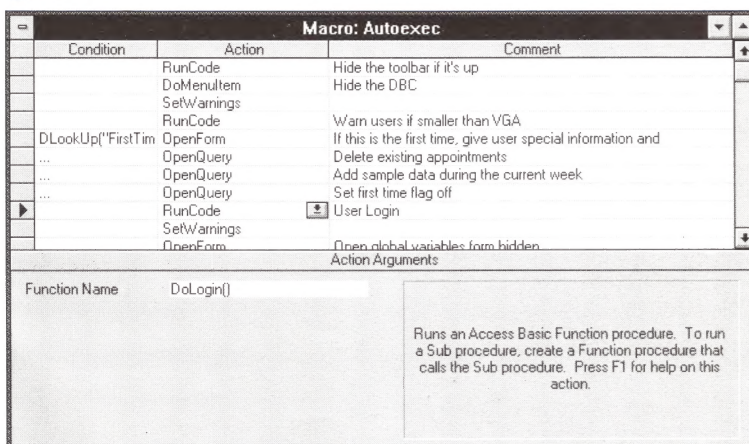 Macro: Autoexec
Condition Action Comment
RunCode Hide the toolbar if it's up
DoMenuItem Hide the DBC
SetWarnings
RunCode Warn users if smaller than VGA
DLookUp("FirstTim OpenForm If this is the first time, give user special information and
... OpenQuery Delete existing appointments
... OpenQuery Add sample data during the current week
... OpenQuery Set first time flag off
RunCode User Login
SetWarnings
OpenForm Open global variables form hidden
Action Arguments
Function Name DoLogin()
Runs an Access Basic Function procedure. To run
a Sub procedure, create a Function procedure that
calls the Sub procedure. Press F1 for help on this
action.